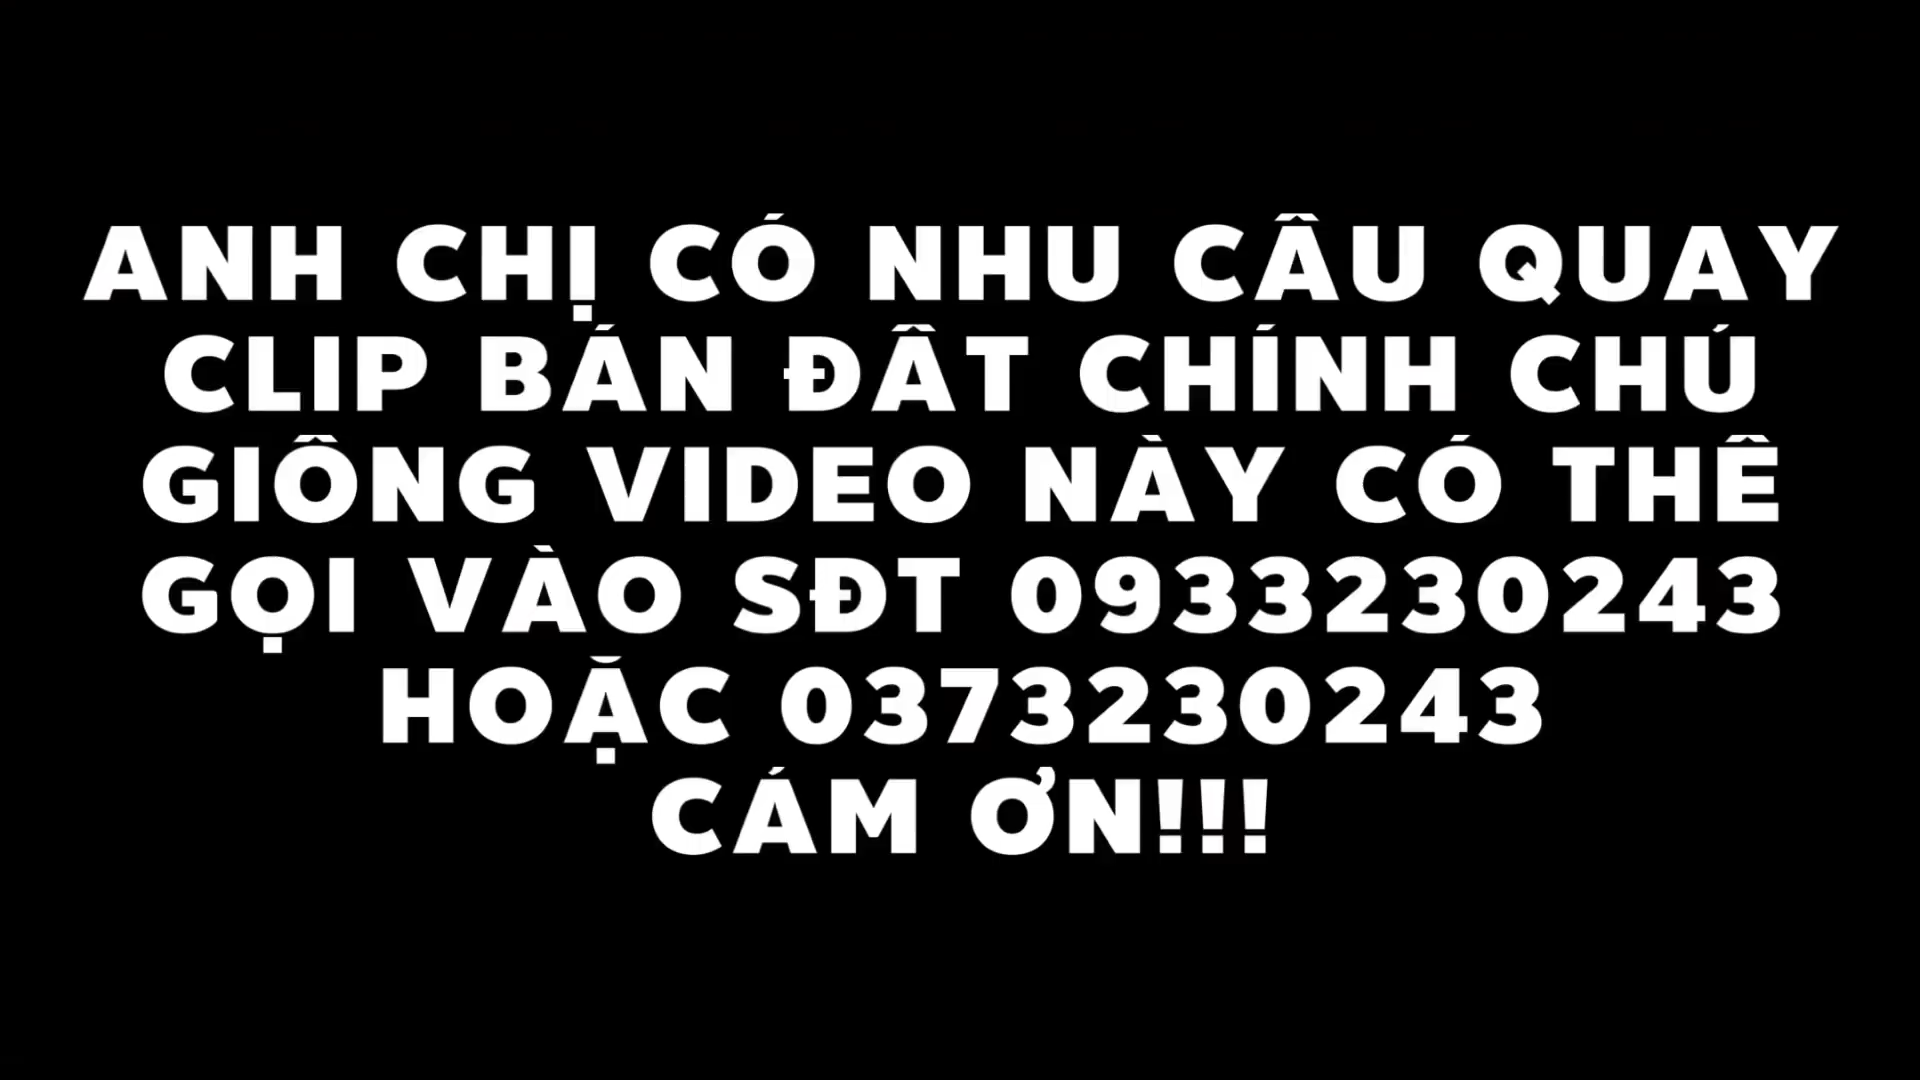 ANH CHỊ CÓ NHU CẦU QUAY
CLIP BÁN ĐẤT CHÍNH CHỦ
GIỐNG VIDEO NÀY CÓ THỂ
GỌI VÀO SĐT 0933230243
HOẶC 0373230243
CÁM ƠN!!!